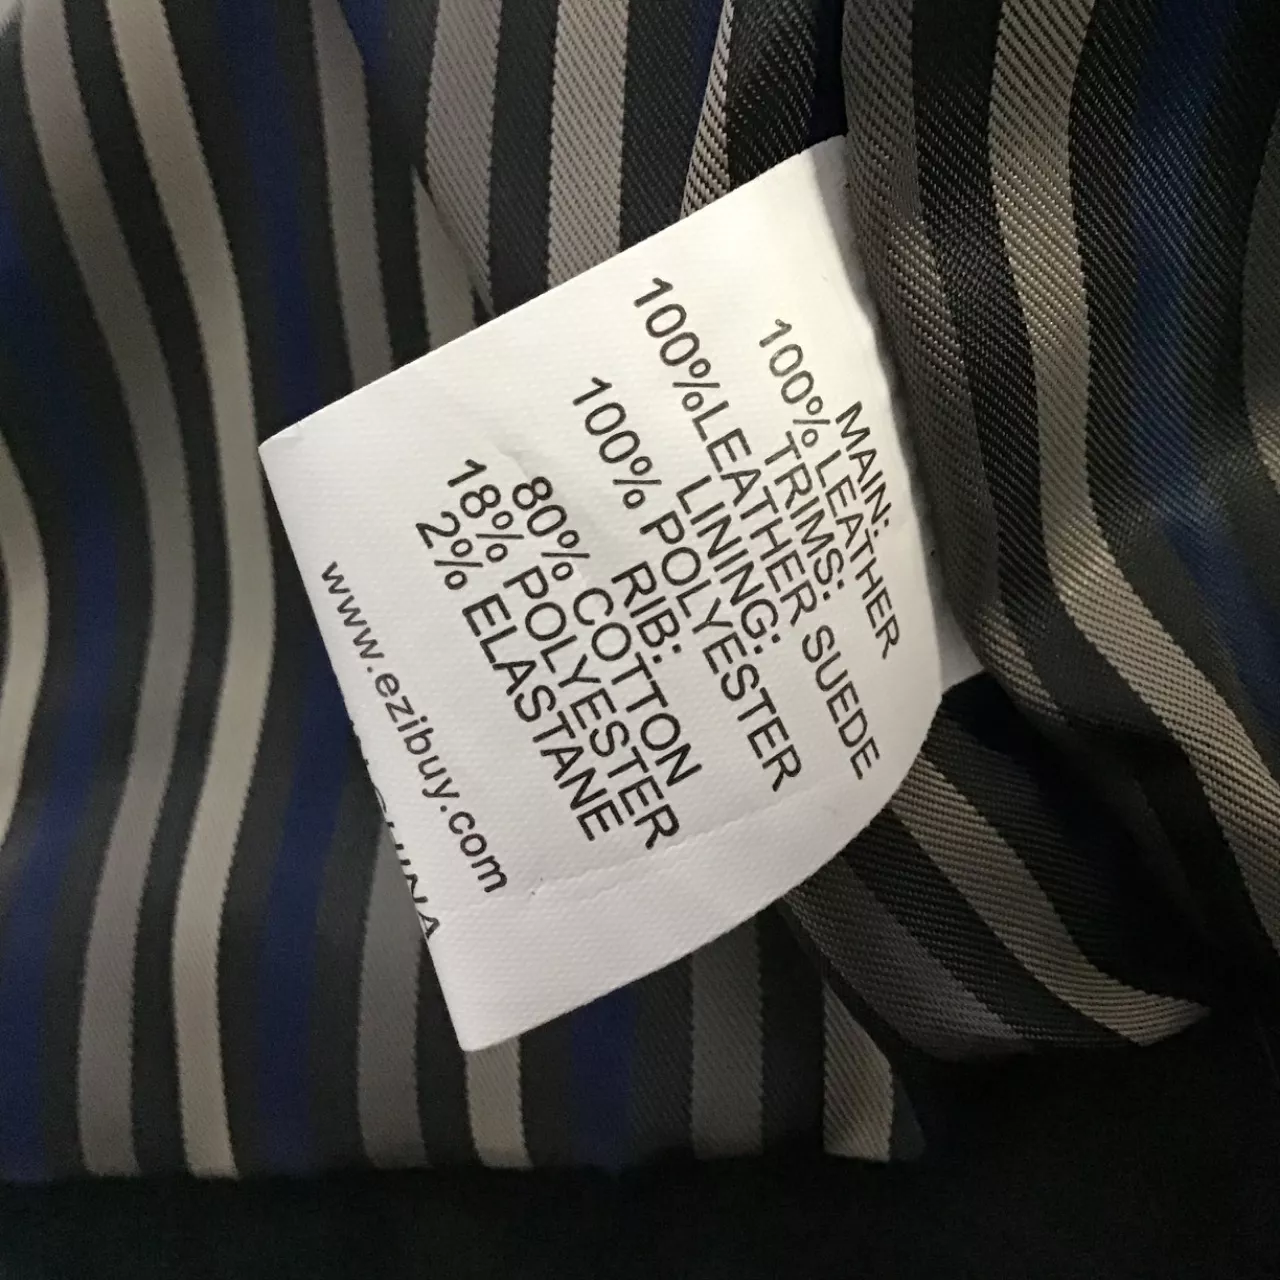 MAIN:
100% LEATHER
TRIMS:
100%LEATHER SUEDE
LINING:
100% POLYESTER
RIB:
80% COTTON
18% POLYESTER
2% ELASTANE
www.ezibuy.com